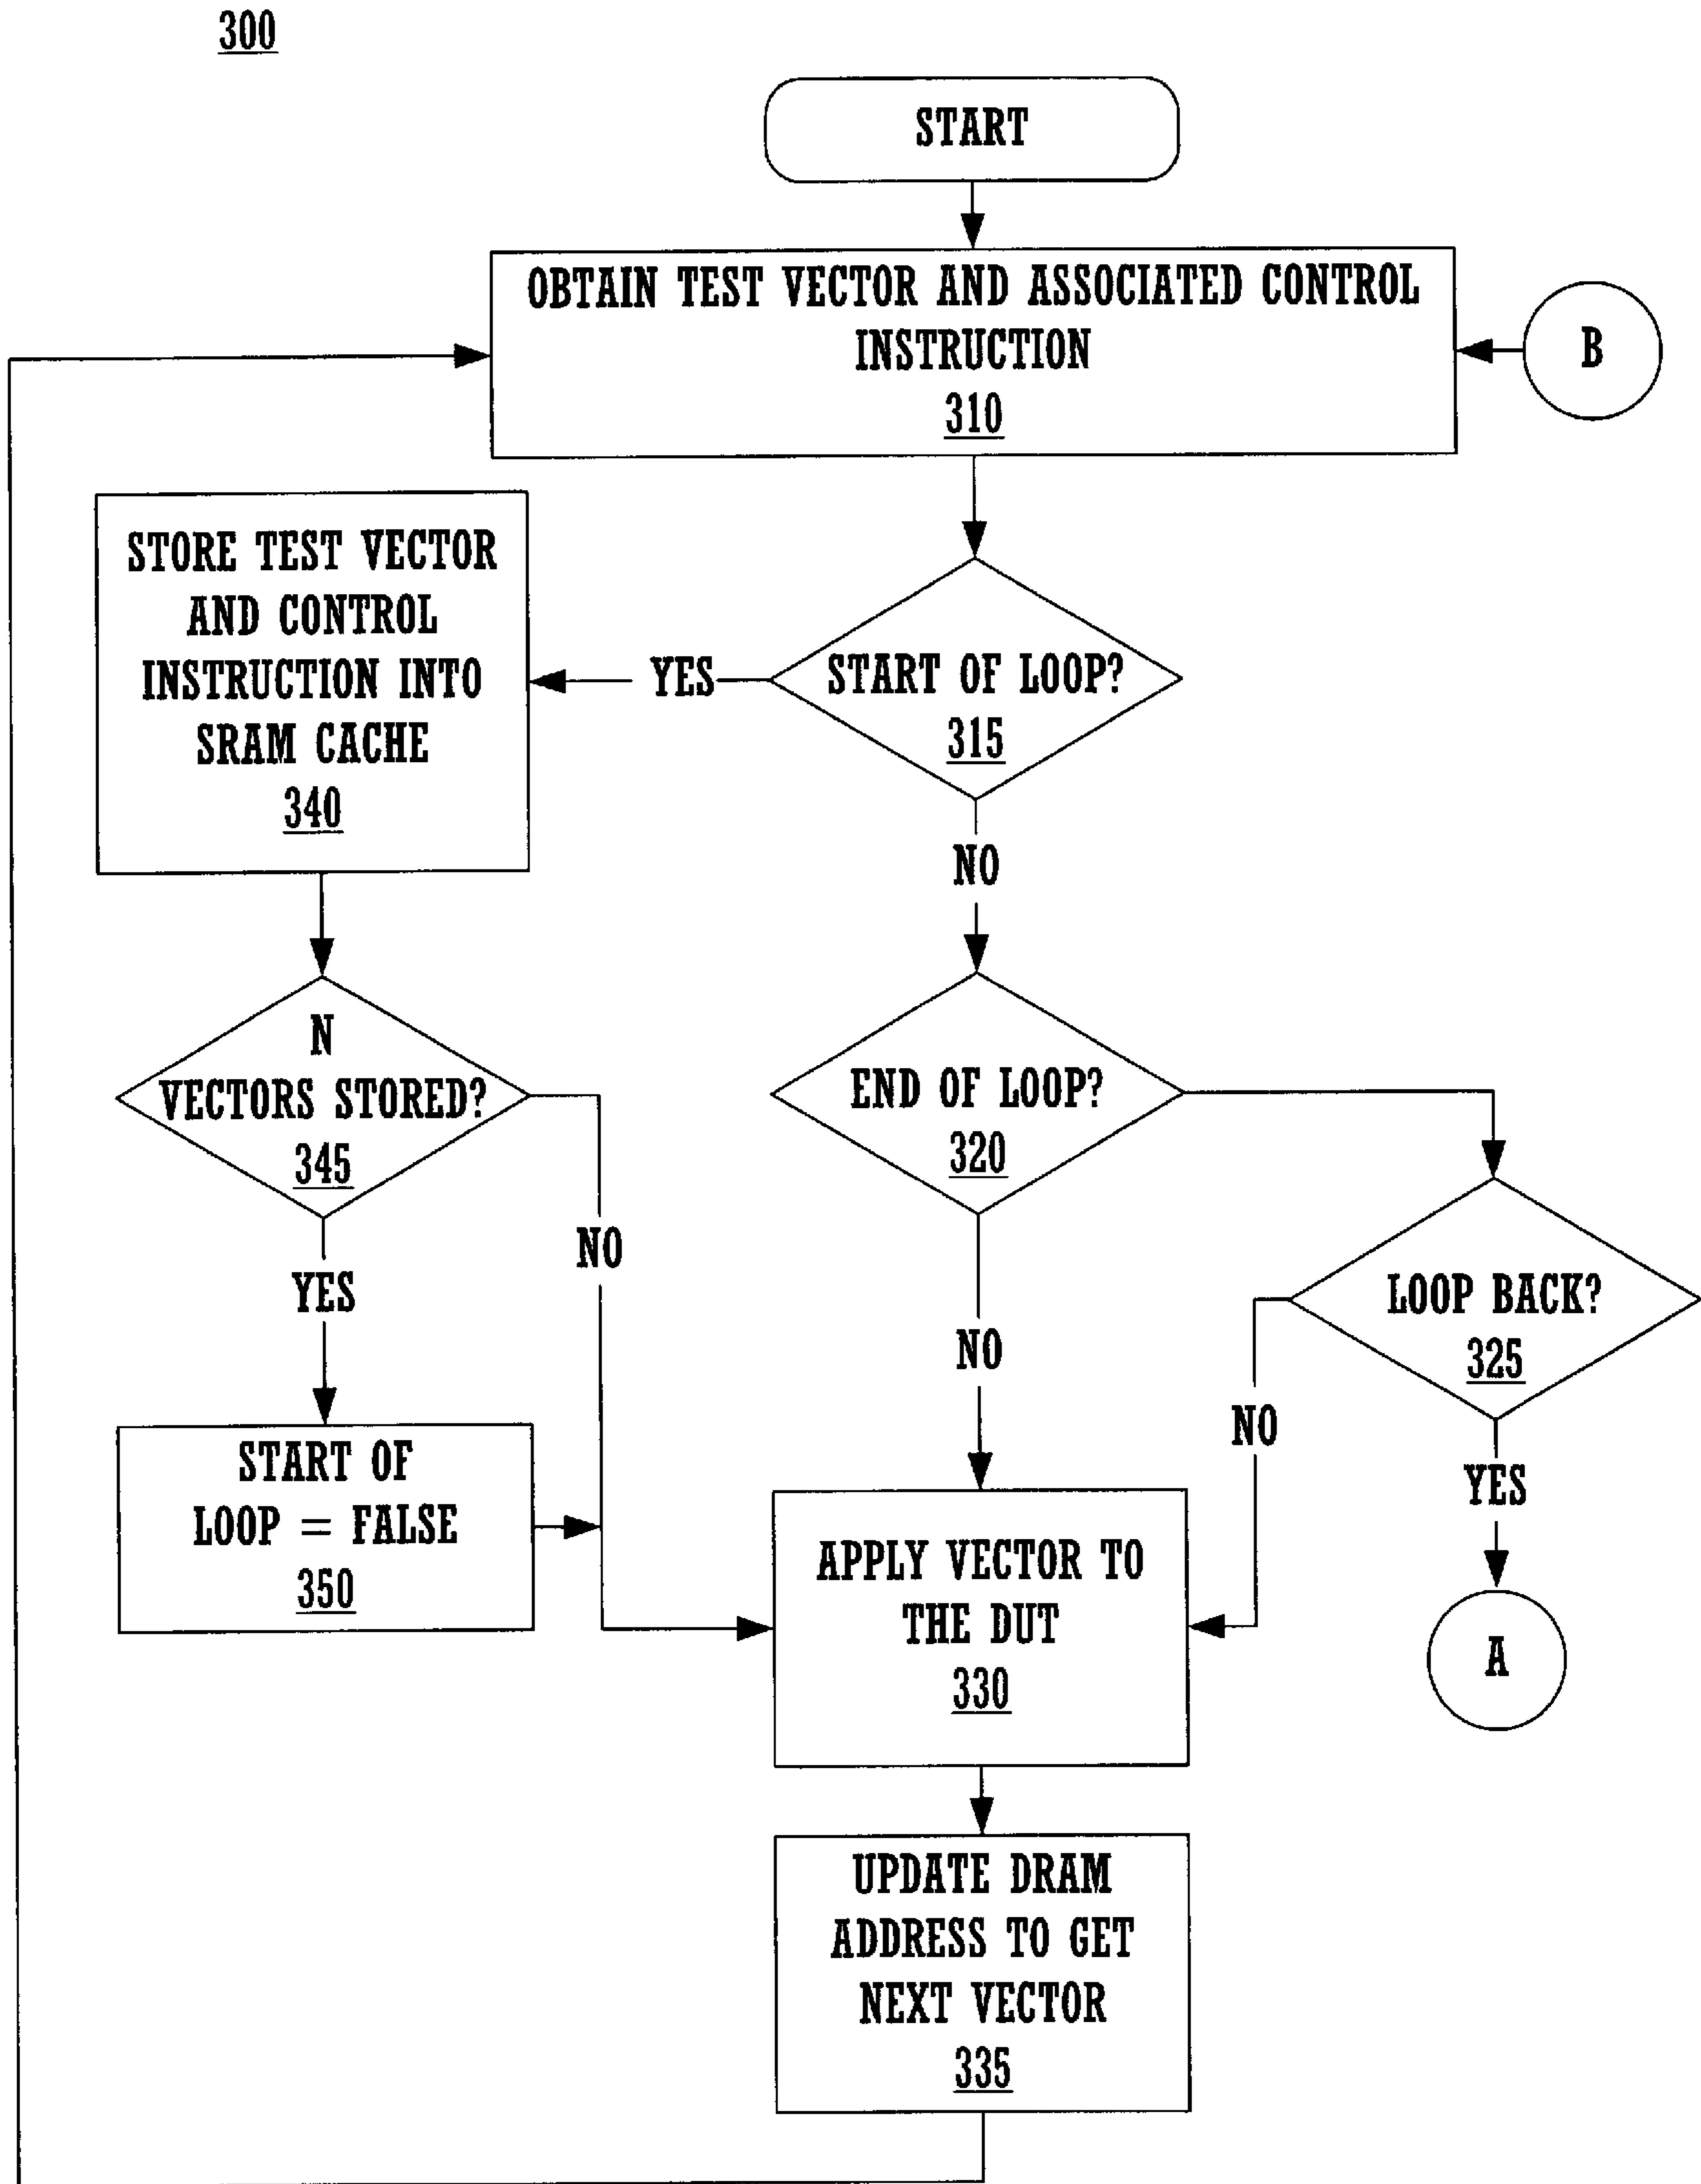 300
START
OBTAIN TEST VECTOR AND ASSOCIATED CONTROL
INSTRUCTION
310
B
STORE TEST VECTOR
AND CONTROL
INSTRUCTION INTO
SRAM CACHE
340
YES
START OF LOOP?
315
NO
N
VECTORS STORED?
345
END OF LOOP?
320
NO
YES
LOOP BACK?
325
NO
NO
YES
START OF
LOOP = FALSE
350
APPLY VECTOR TO
THE DUT
330
A
UPDATE DRAM
ADDRESS TO GET
NEXT VECTOR
335